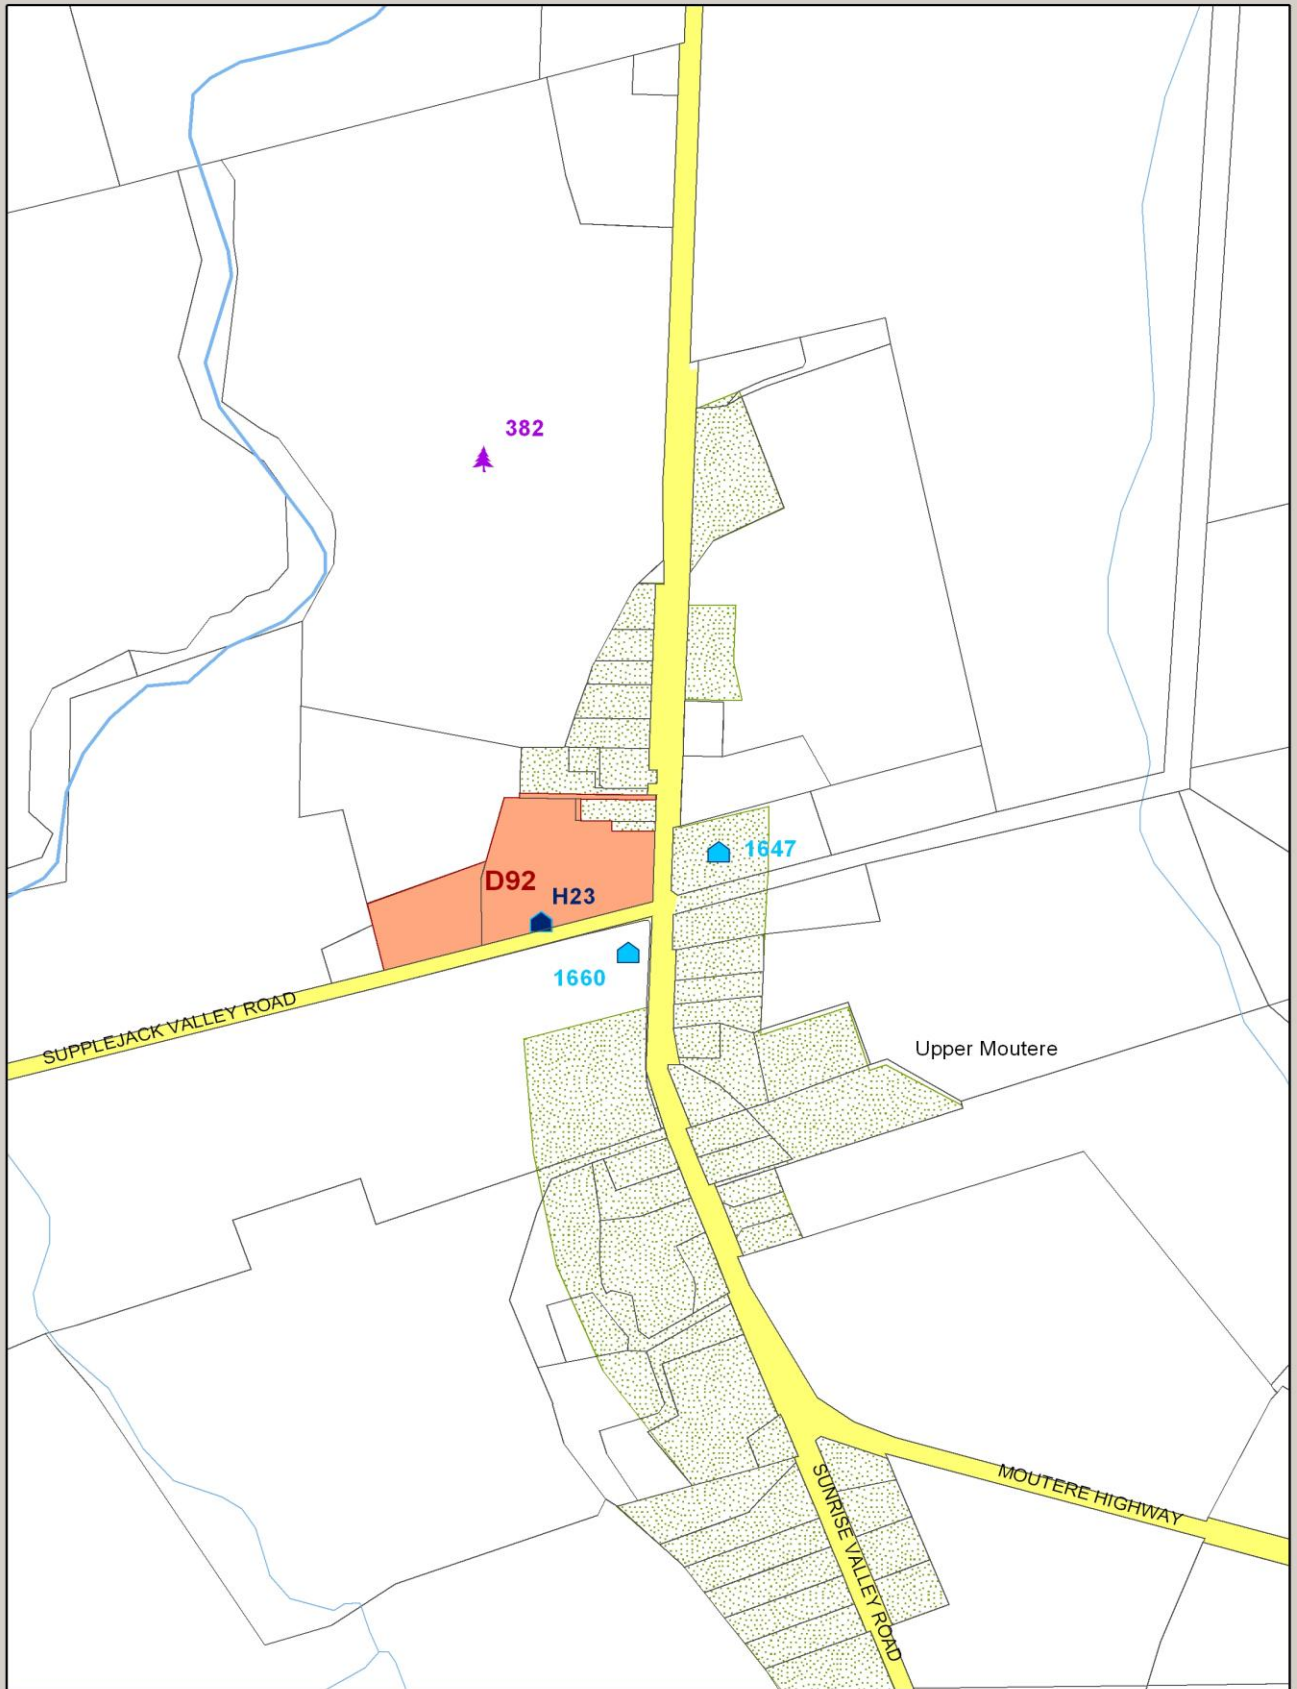 382
1647
D92
H23
1660
SUPPLEJACK VALLEY ROAD
Upper Moutere
MOUTERE HIGHWAY
SUNRISE VALLEY ROAD